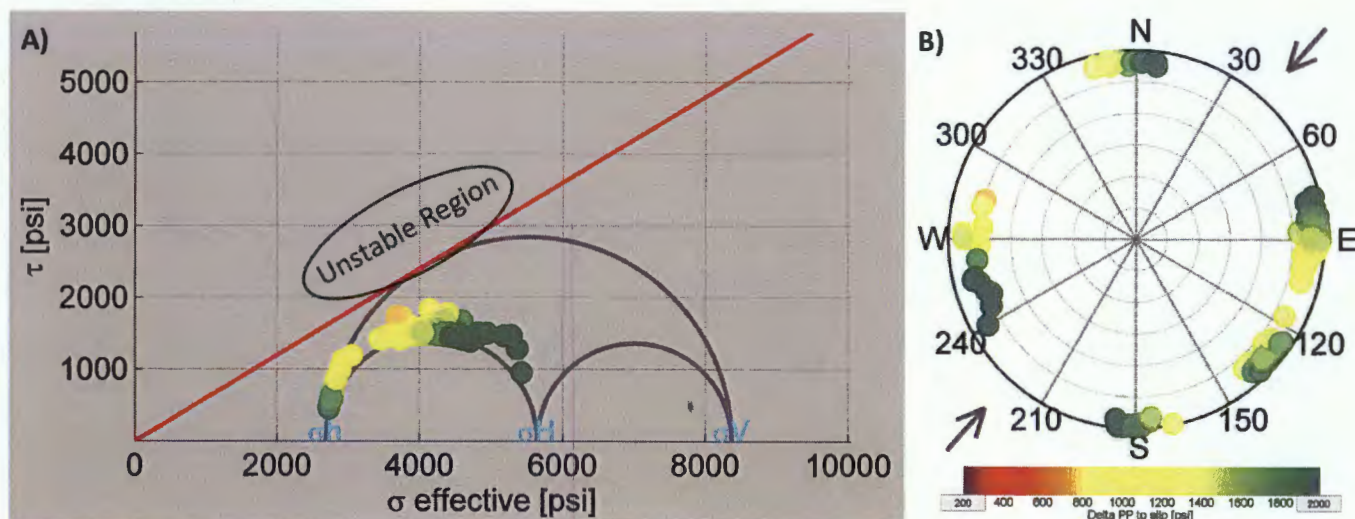 A)
τ [psi]
5000
4000
3000
2000
1000
Unstable Region
σh
σH
σV
0
2000
4000
6000
8000
10000
σ effective [psi]
B)
N
330
30
300
60
W
E
240
120
210
150
S
200
400
600
800
1000
1200
1400
1600
1800
2000
Delta PP to slip [psi]